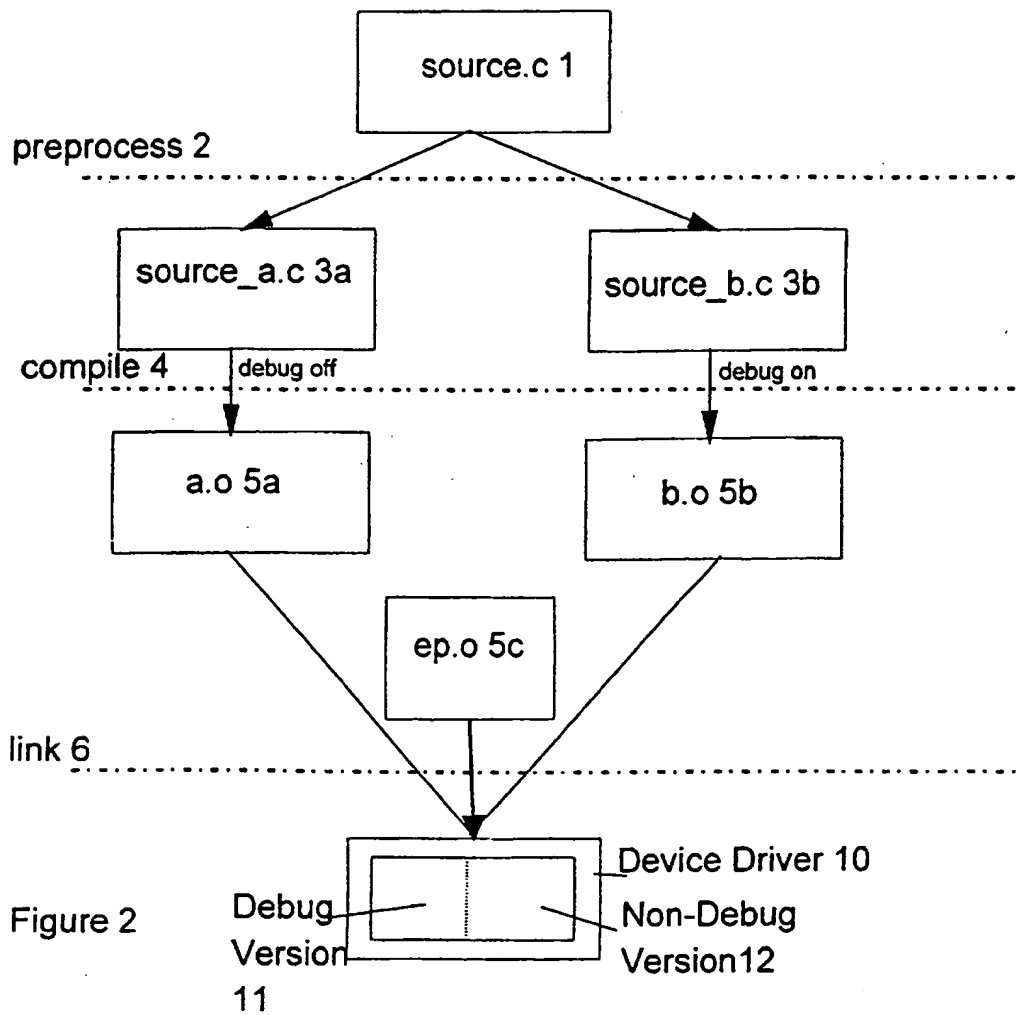 source.c 1
preprocess 2
source_a.c 3a
source_b.c 3b
compile 4
debug off
debug on
a.o 5a
b.o 5b
ep.o 5c
link 6
Device Driver 10
Figure 2
Debug
Version
11
Non-Debug
Version12